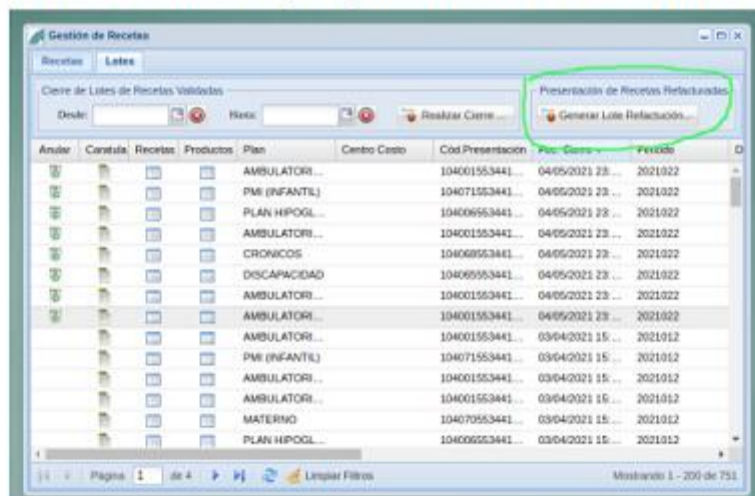 Gestión de Recetas
Recetas Lotes
Cierre de Lotes de Recetas Validadas
Presentación de Recetas Refacturadas
Desde: Hasta: Realizar Cierre ... Generar Lote Refactución...
Anular Caratula Recetas Productos Plan Centro Costo Cód.Presentación Fec. Cierre Periodo D
AMBULATORI... 104001553441... 04/05/2021 23:... 2021022
PMI (INFANTIL) 104071553441... 04/05/2021 23:... 2021022
PLAN HIPOGL... 104006553441... 04/05/2021 23:... 2021022
AMBULATORI... 104001553441... 04/05/2021 23:... 2021022
CRONICOS 104068553441... 04/05/2021 23:... 2021022
DISCAPACIDAD 104065553441... 04/05/2021 23:... 2021022
AMBULATORI... 104001553441... 04/05/2021 23:... 2021022
AMBULATORI... 104001553441... 04/05/2021 23:... 2021022
AMBULATORI... 104001553441... 03/04/2021 15:... 2021012
PMI (INFANTIL) 104071553441... 03/04/2021 15:... 2021012
AMBULATORI... 104001553441... 03/04/2021 15:... 2021012
AMBULATORI... 104001553441... 03/04/2021 15:... 2021012
MATERNO 104070553441... 03/04/2021 15:... 2021012
PLAN HIPOGL... 104006553441... 03/04/2021 15:... 2021012
Página 1 de 4 Limpiar Filtros Mostrando 1 - 200 de 751